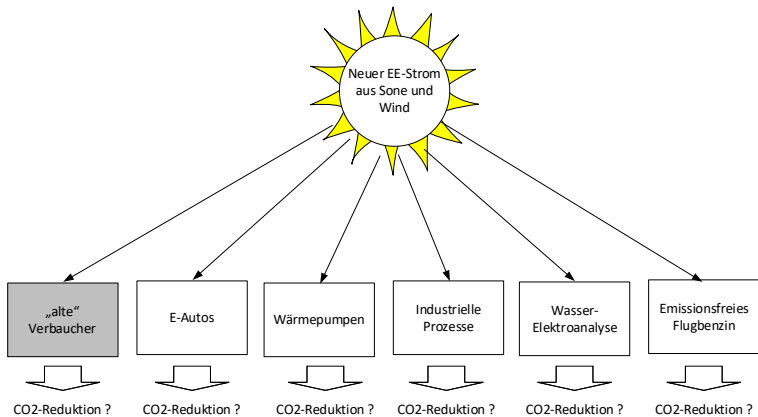 Neuer EE-Strom
aus Sone und
Wind
„alte“
Verbaucher
E-Autos
Wärmepumpen
Industrielle
Prozesse
Wasser-
Elektroanalyse
Emissionsfreies
Flugbenzin
CO2-Reduktion ?
CO2-Reduktion ?
CO2-Reduktion ?
CO2-Reduktion ?
CO2-Reduktion ?
CO2-Reduktion ?